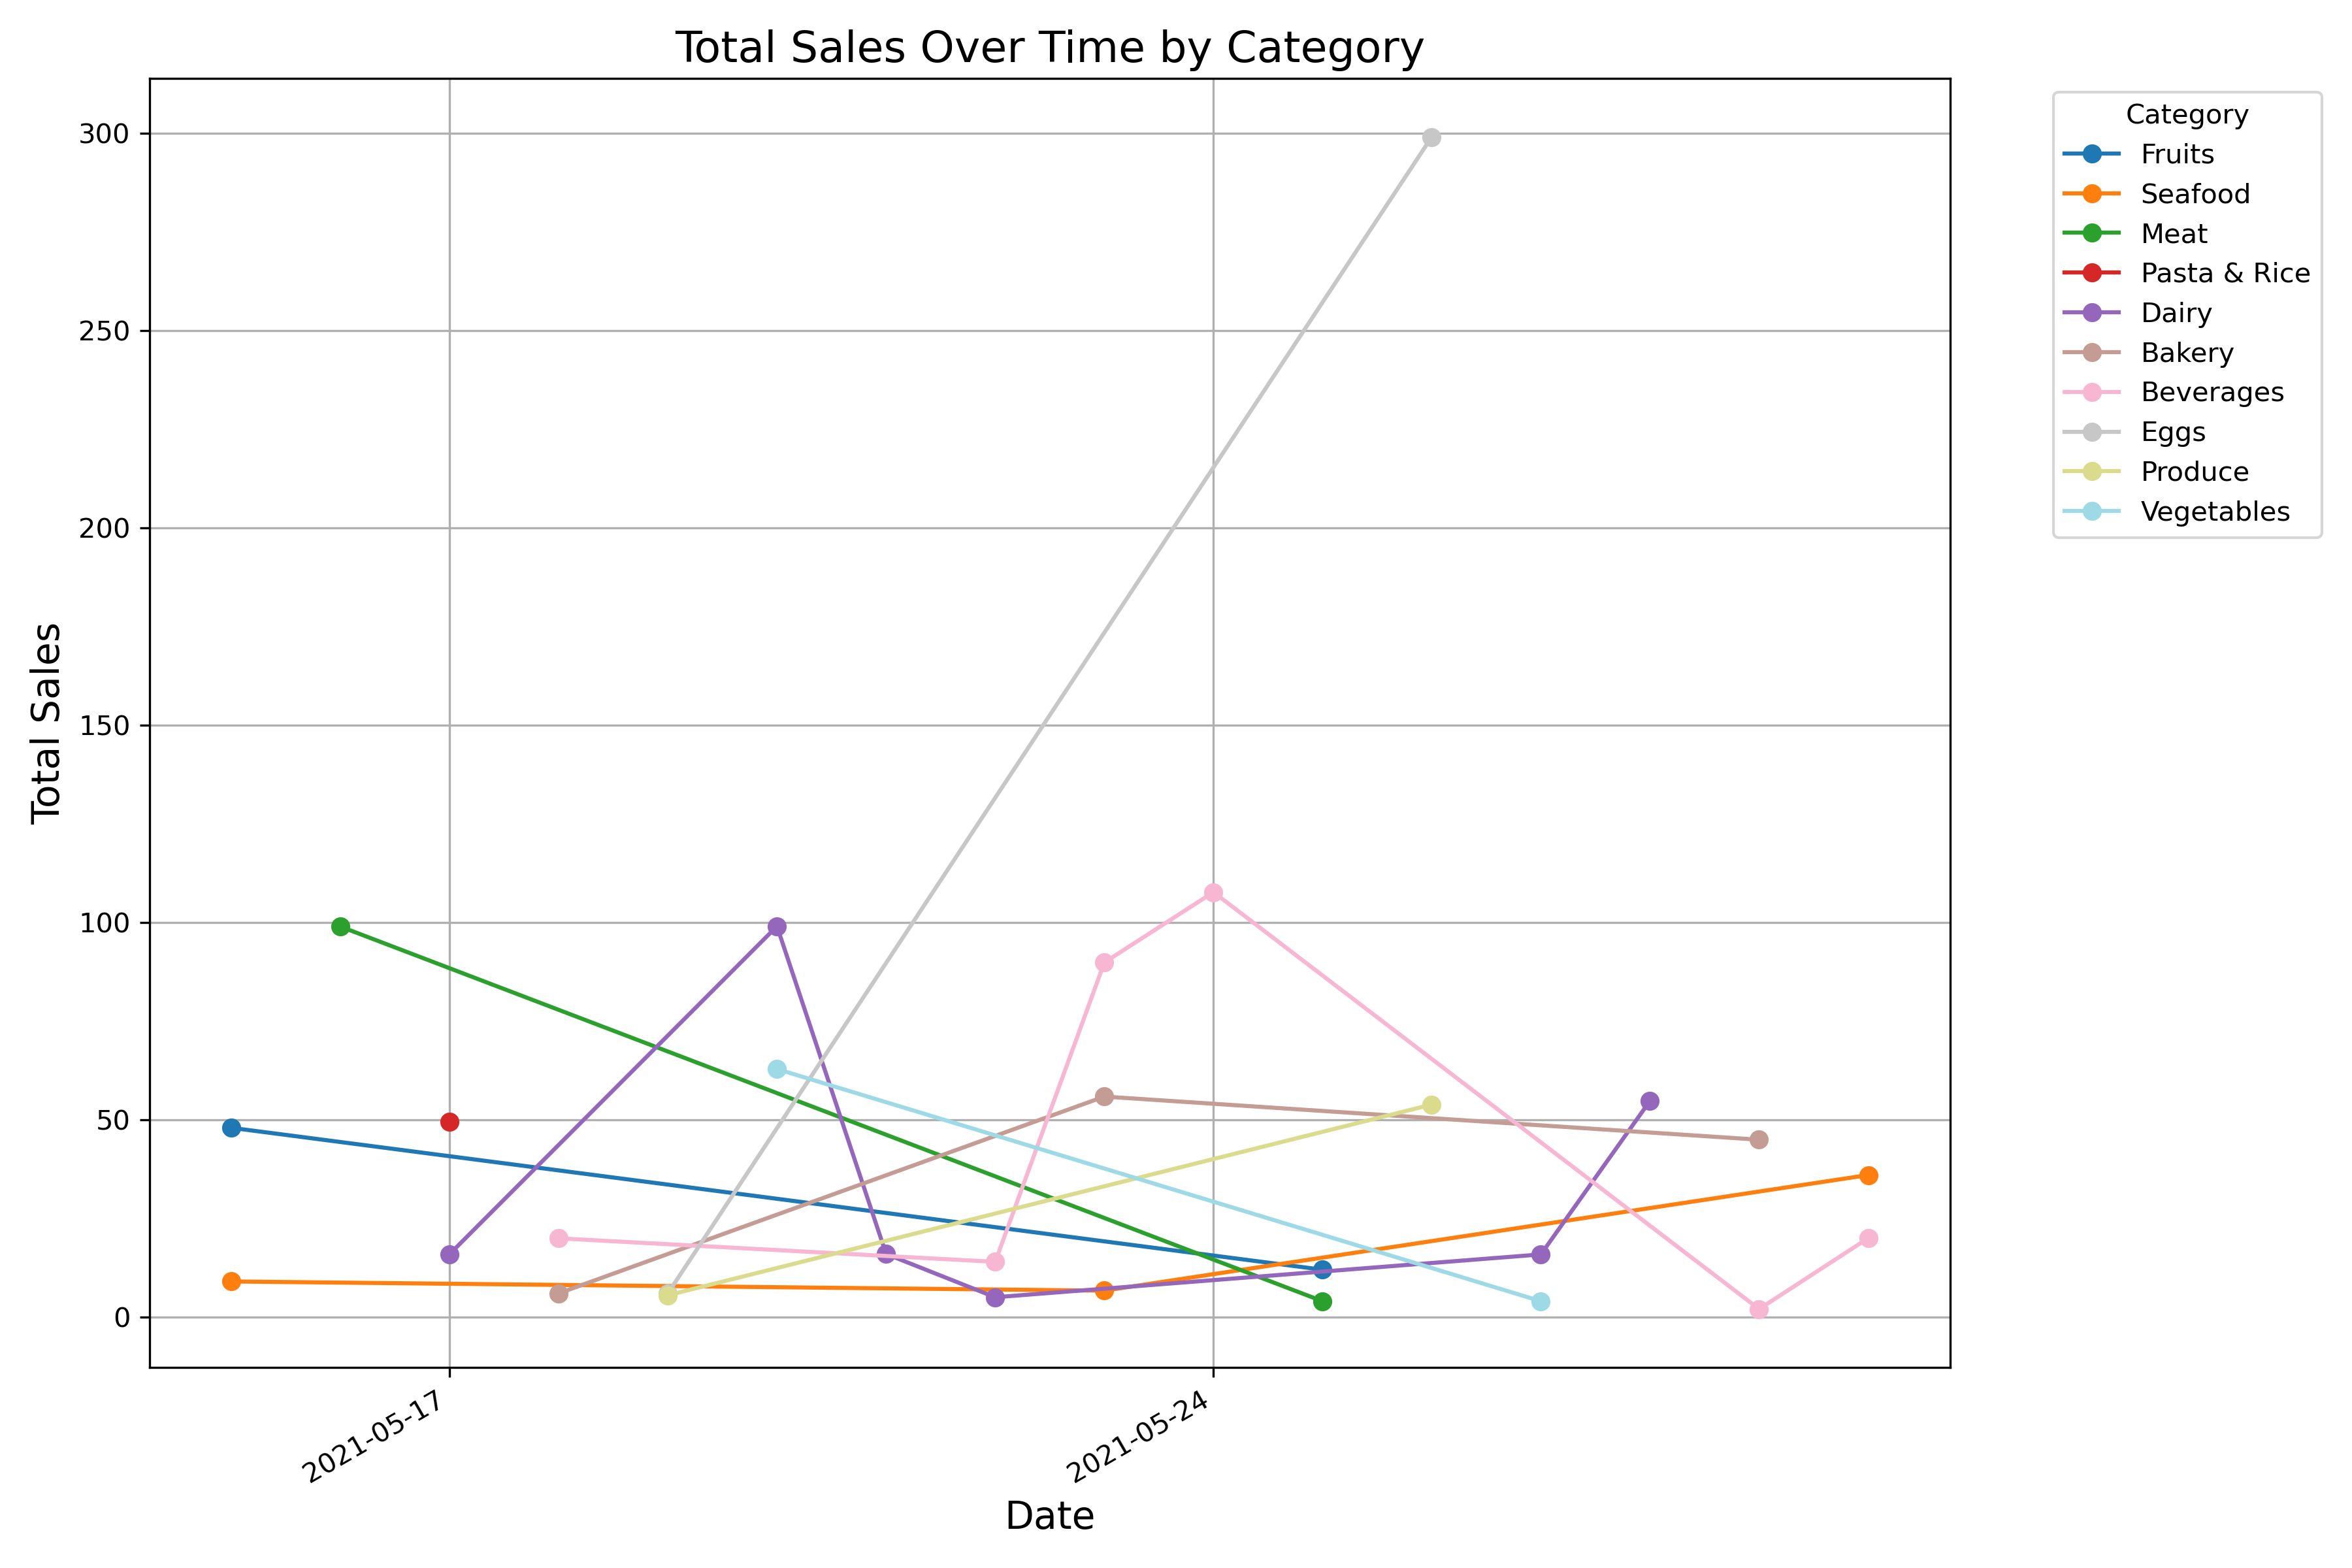 Total Sales Over Time by Category
Total Sales
300
250
200
150
100
50
0
2021-05-17
2021-05-24
Date
Category
Fruits
Seafood
Meat
Pasta & Rice
Dairy
Bakery
Beverages
Eggs
Produce
Vegetables